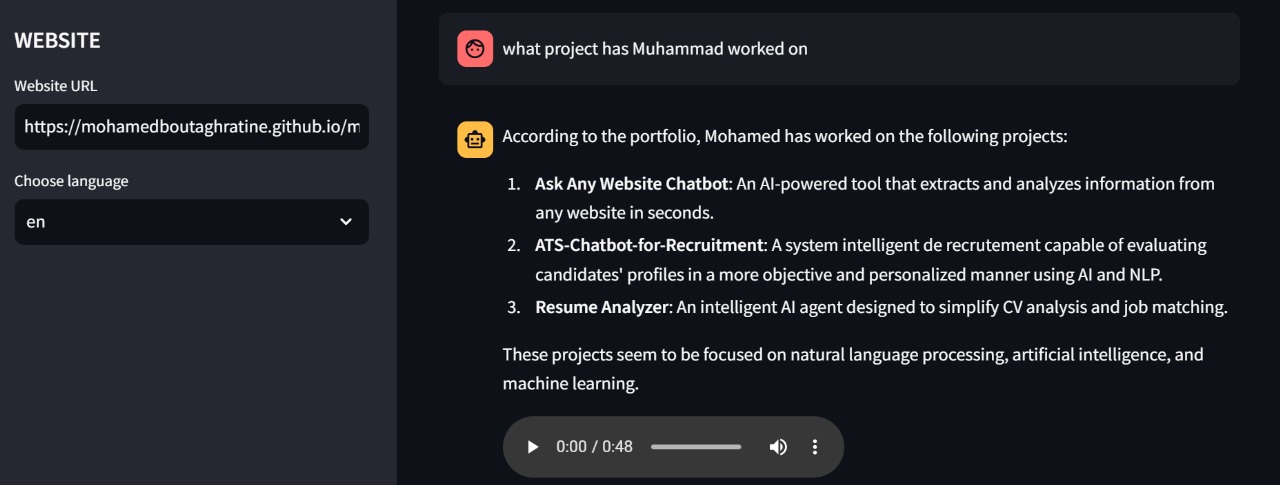 WEBSITE
Website URL
https://mohamedboutaghratine.github.io/m
Choose language
en
what project has Muhammad worked on
According to the portfolio, Mohamed has worked on the following projects:
1. Ask Any Website Chatbot: An AI-powered tool that extracts and analyzes information from
any website in seconds.
2. ATS-Chatbot-for-Recruitment: A system intelligent de recrutement capable of evaluating
candidates' profiles in a more objective and personalized manner using AI and NLP.
3. Resume Analyzer: An intelligent AI agent designed to simplify CV analysis and job matching.
These projects seem to be focused on natural language processing, artificial intelligence, and
machine learning.
0:00 / 0:48